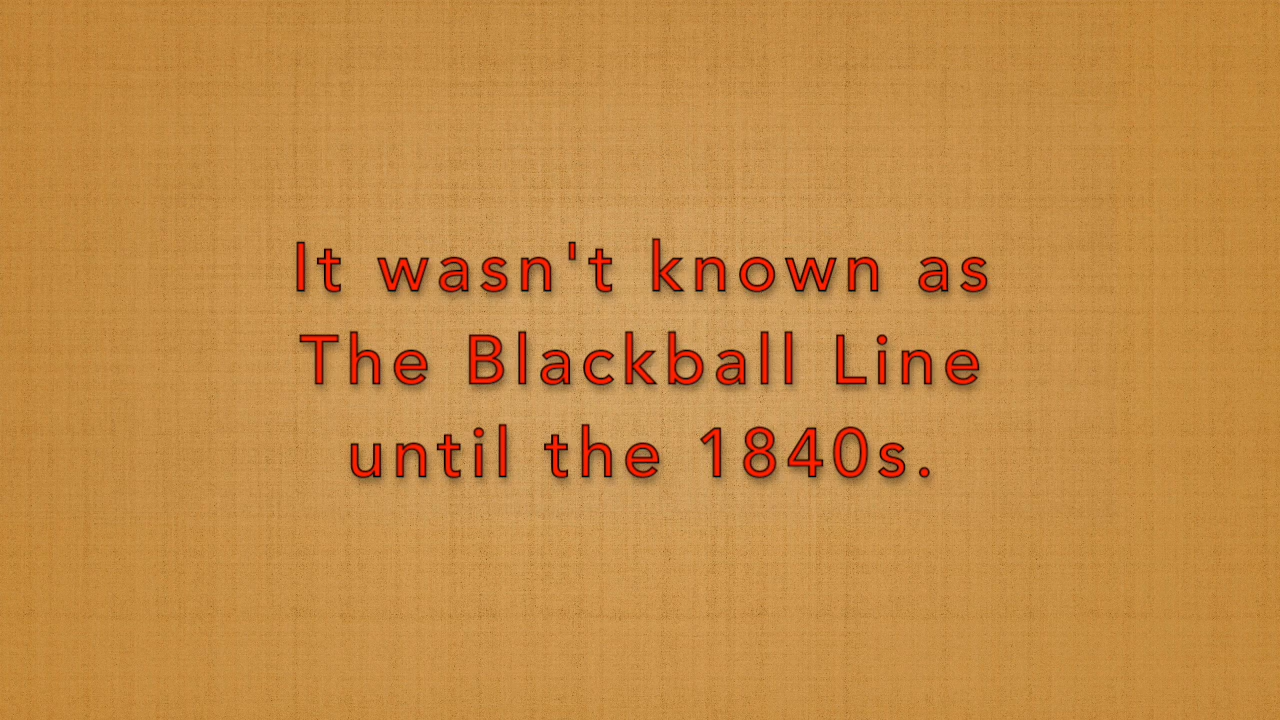 It wasn't known as
The Blackball Line
until the 1840s.